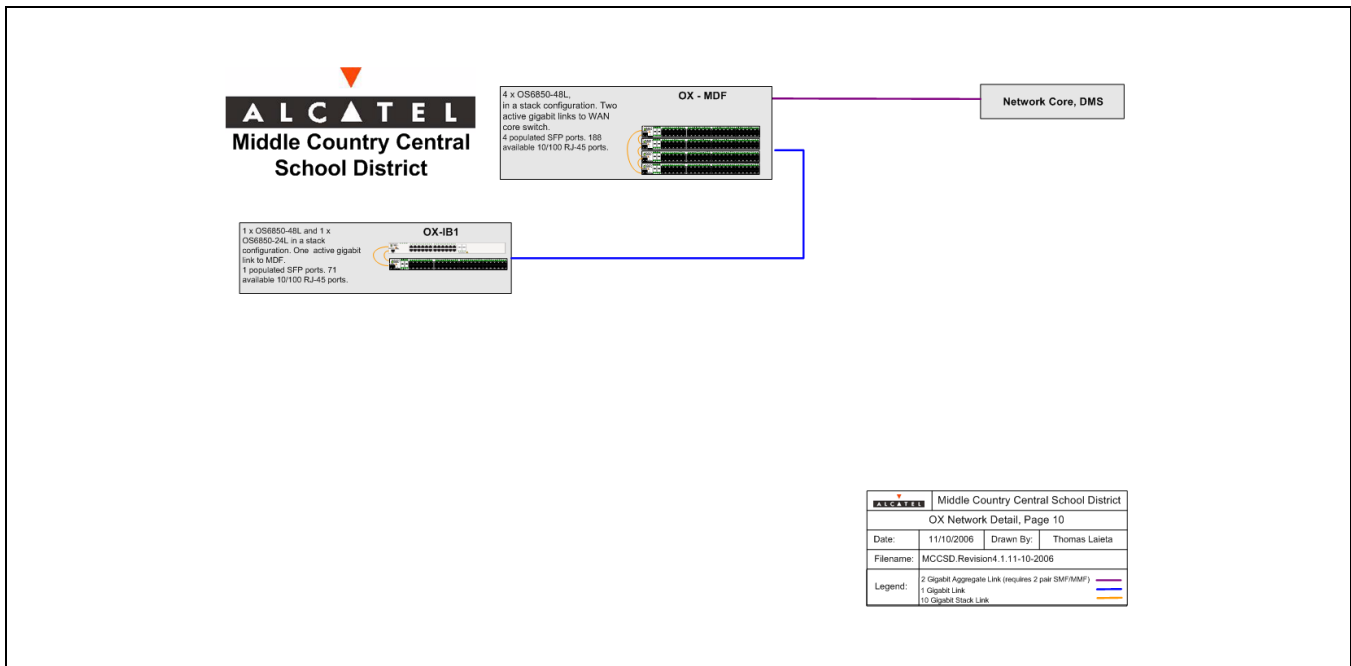 ALCATEL
Middle Country Central
School District
4 x OS6850-48L,
in a stack configuration. Two
active gigabit links to WAN
core switch.
4 populated SFP ports. 188
available 10/100 RJ-45 ports.
OX - MDF
Network Core, DMS
1 x OS6850-48L and 1 x
OS6850-24L in a stack
configuration. One active gigabit
link to MDF.
1 populated SFP ports. 71
available 10/100 RJ-45 ports.
OX-IB1
ALCATEL
Middle Country Central School District
OX Network Detail, Page 10
Date: 11/10/2006 Drawn By: Thomas Laieta
Filename: MCCSD.Revision4.1.11-10-2006
Legend:
2 Gigabit Aggregate Link (requires 2 pair SMF/MMF)
1 Gigabit Link
10 Gigabit Stack Link